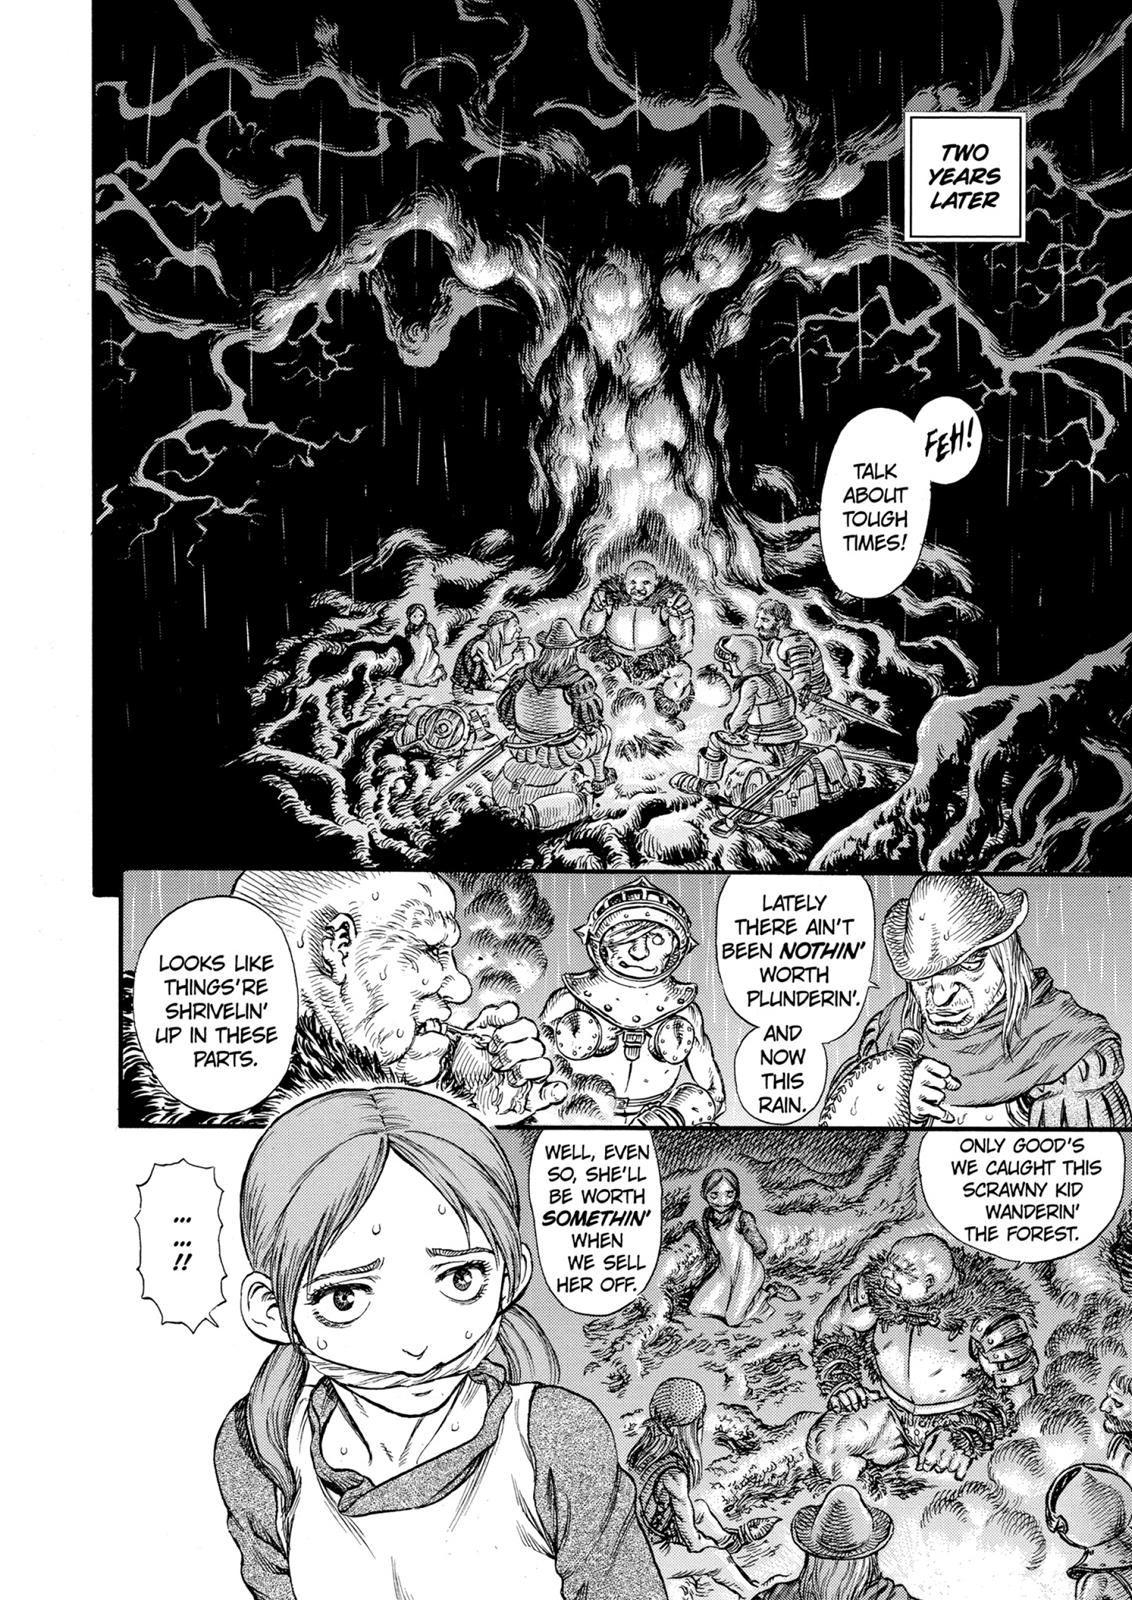 TWO
YEARS
LATER
FEH!
TALK
ABOUT
TOUGH
TIMES!
LATELY
THERE AIN'T
BEEN NOTHIN'
WORTH
PLUNDERIN'.
AND
NOW
THIS
RAIN.
LOOKS LIKE
THINGS'RE
SHRIVELIN'
UP IN THESE
PARTS.
ONLY GOOD'S
WE CAUGHT THIS
SCRAWNY KID
WANDERIN'
THE FOREST.
WELL, EVEN
SO, SHE'LL
BE WORTH
SOMETHIN'
WHEN
WE SELL
HER OFF.
...
...
!!